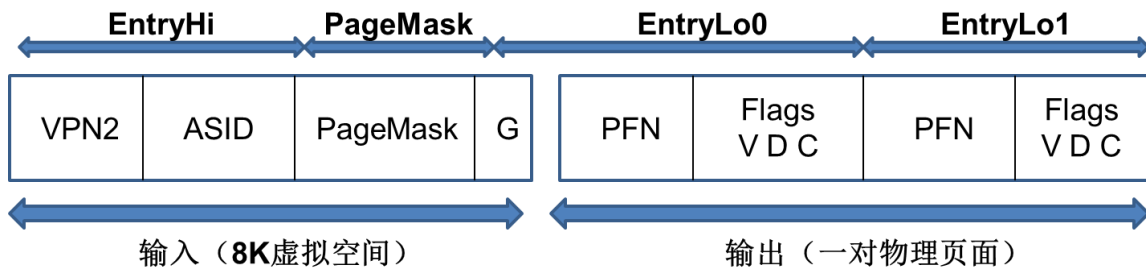 EntryHi PageMask EntryLo0 EntryLo1
VPN2 ASID PageMask G PFN Flags V D C PFN Flags V D C
输入（8K虚拟空间） 输出（一对物理页面）